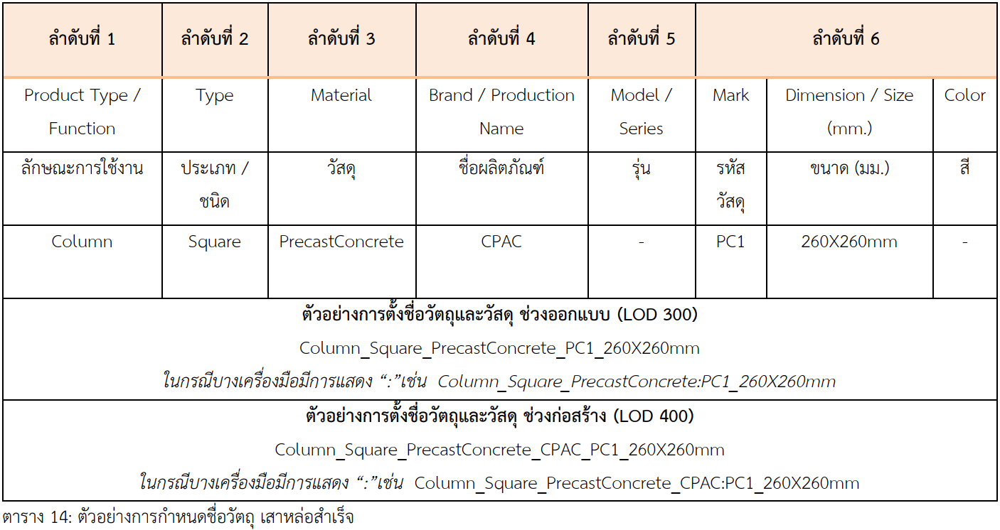 ลำดับที่ 1 ลำดับที่ 2 ลำดับที่ 3 ลำดับที่ 4 ลำดับที่ 5 ลำดับที่ 6
Product Type / Type Material Brand / Production Model / Mark Dimension / Size Color
Function Name Series (mm.)
ลักษณะการใช้งาน ประเภท / วัสดุ ชื่อผลิตภัณฑ์ รุ่น รหัส ขนาด (มม.) สี
ชนิด วัสดุ
Column Square PrecastConcrete CPAC - PC1 260X260mm -
ตัวอย่างการตั้งชื่อวัตถุและวัสดุ ช่วงออกแบบ (LOD 300)
Column_Square_PrecastConcrete_PC1_260X260mm
ในกรณีบางเครื่องมือมีการแสดง “:”เช่น Column_Square_PrecastConcrete:PC1_260X260mm
ตัวอย่างการตั้งชื่อวัตถุและวัสดุ ช่วงก่อสร้าง (LOD 400)
Column_Square_PrecastConcrete_CPAC_PC1_260X260mm
ในกรณีบางเครื่องมือมีการแสดง “:”เช่น Column_Square_PrecastConcrete_CPAC:PC1_260X260mm
ตาราง 14: ตัวอย่างการกำหนดชื่อวัตถุ เสาหล่อสำเร็จ